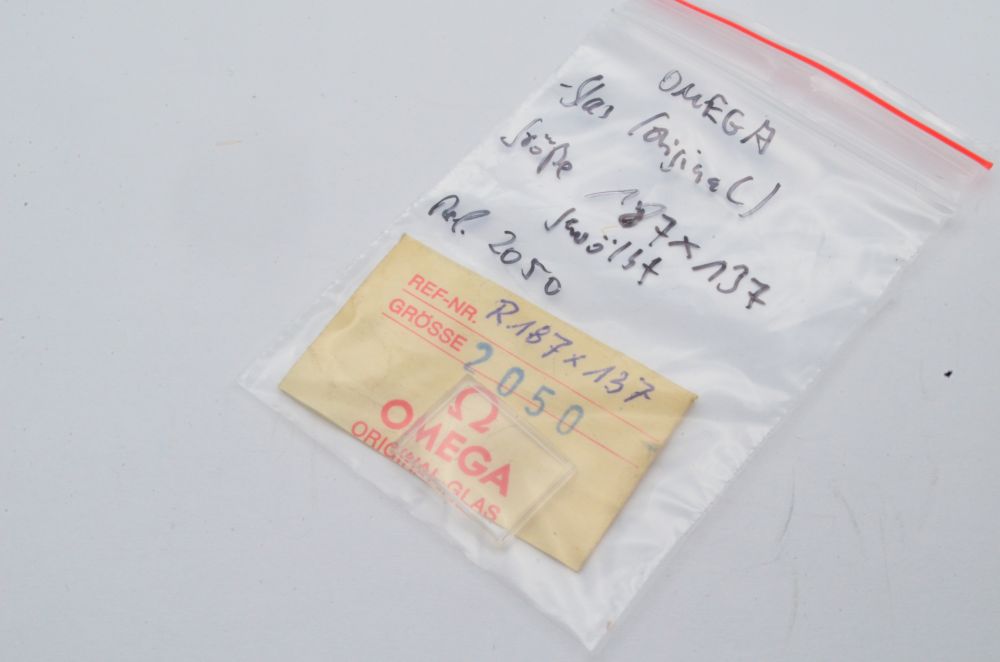 OMEGA
-Glas (original)
Größe 187 x 137
gewölbt
Ref. 2050
REF-NR. R187x137
GRÖSSE 2050
Ω
OMEGA
ORIGINAL-GLAS